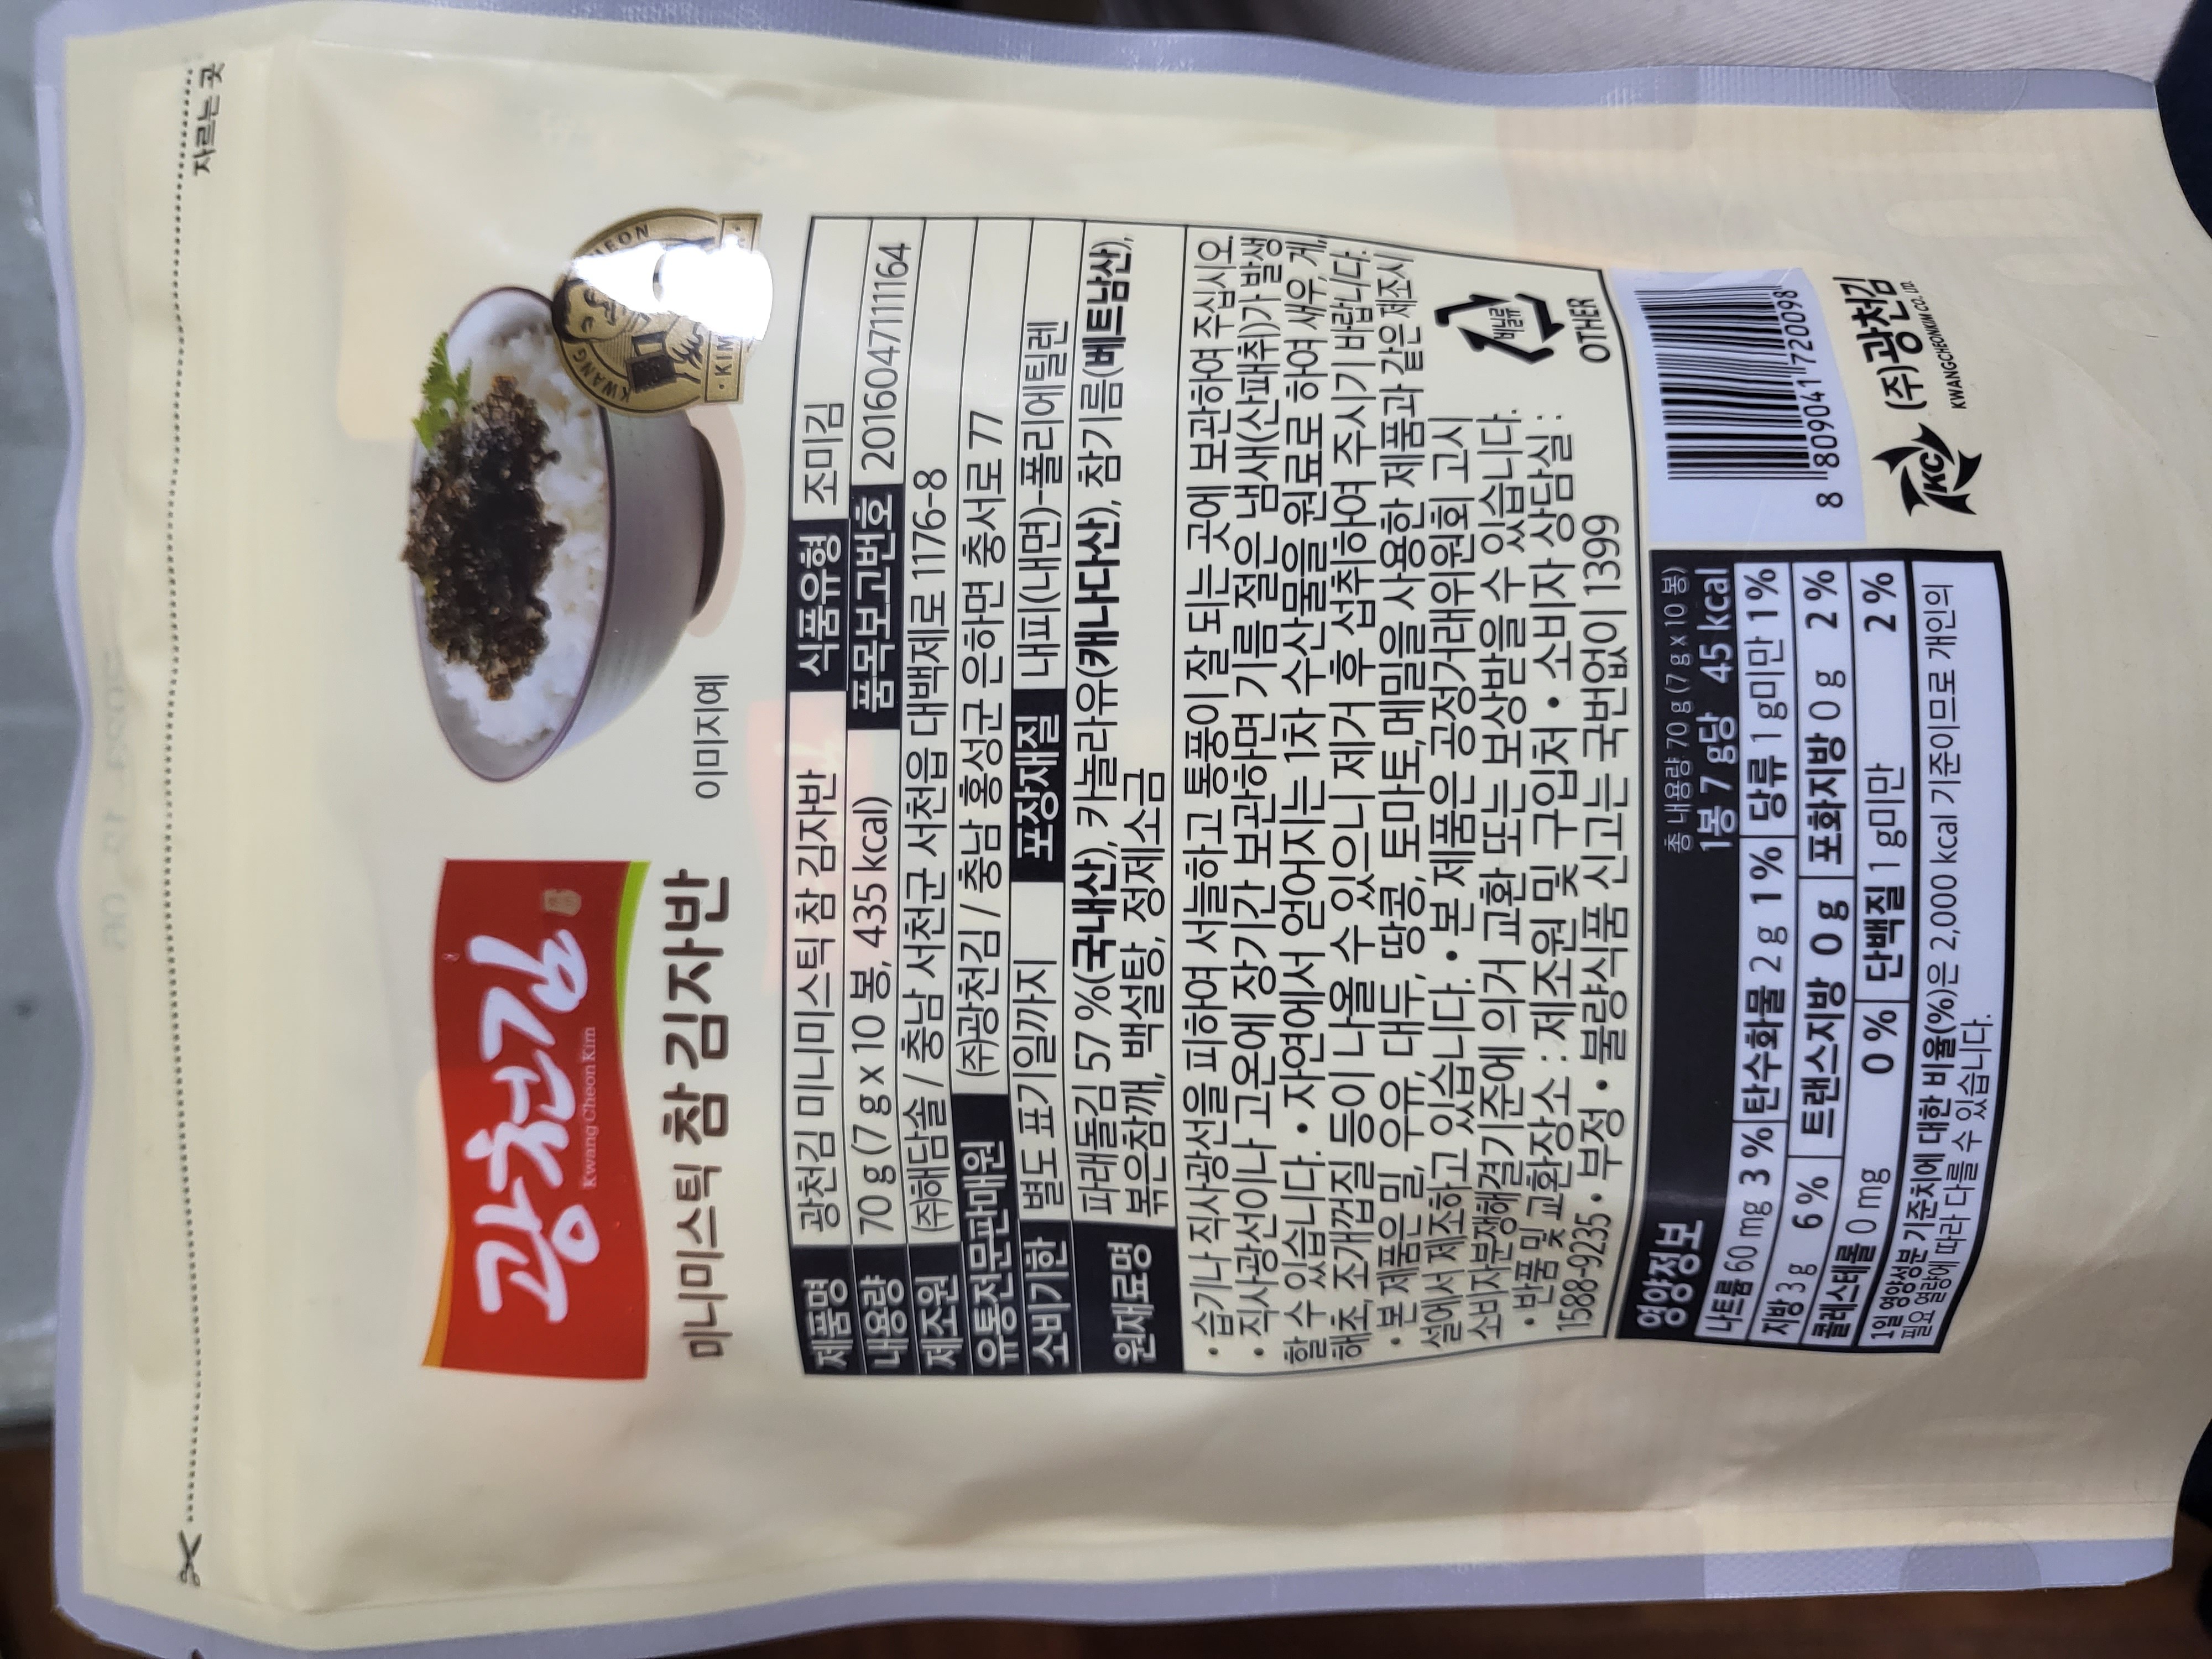 자르는 곳
광천김
Kwang Cheon Kim
미니미스틱 참 김자반
이미지예
KWANG
EON
KIM
제품명 광천김 미니미스틱 참 김자반 식품유형 조미김
내용량 70 g (7 g x 10 봉, 435 kcal) 품목보고번호 20160471111164
제조원 (주)해담솔 / 충남 서천군 서천읍 대백제로 1176-8
유통전문판매원 (주)광천김 / 충남 홍성군 은하면 충서로 77
소비기한 별도 표기일까지 포장재질 내피(내면)-폴리에틸렌
원재료명 파래돌김 57 %(국내산), 카놀라유(캐나다산), 참기름(베트남산),
볶은참깨, 백설탕, 정제소금
• 습기나 직사광선을 피하여 서늘하고 통풍이 잘 되는 곳에 보관하여 주십시오.
• 직사광선이나 고온에 장기간 보관하면 기름 절은 냄새(산패취)가 발생
할 수 있습니다. • 자연에서 얻어지는 1차 수산물을 원료로 하여 새우, 게,
해초, 조개껍질 등이 나올 수 있으니 제거 후 섭취하여 주시기 바랍니다.
• 본 제품은 밀, 우유, 대두, 땅콩, 토마토, 메밀을 사용한 제품과 같은 제조시
설에서 제조하고 있습니다. • 본 제품은 공정거래위원회 고시
소비자분쟁해결기준에 의거 교환 또는 보상받을 수 있습니다.
• 반품 및 교환장소 : 제조원 및 구입처 • 소비자 상담실 :
1588-9235 • 부정 • 불량식품 신고는 국번없이 1399
비닐류
OTHER
영양정보 총 내용량 70 g (7 g x 10 봉)
1봉 7 g당 45 kcal
나트륨 60 mg 3 % 탄수화물 2 g 1% 당류 1 g미만 1%
지방 3 g 6 % 트랜스지방 0 g 포화지방 0 g 2 %
콜레스테롤 0 mg 0 % 단백질 1 g미만 2 %
1일 영양성분 기준치에 대한 비율(%)은 2,000 kcal 기준이므로 개인의
필요 열량에 따라 다를 수 있습니다.
8 809041 720098
KC
(주)광천김
KWANGCHEONKIM CO., LTD.